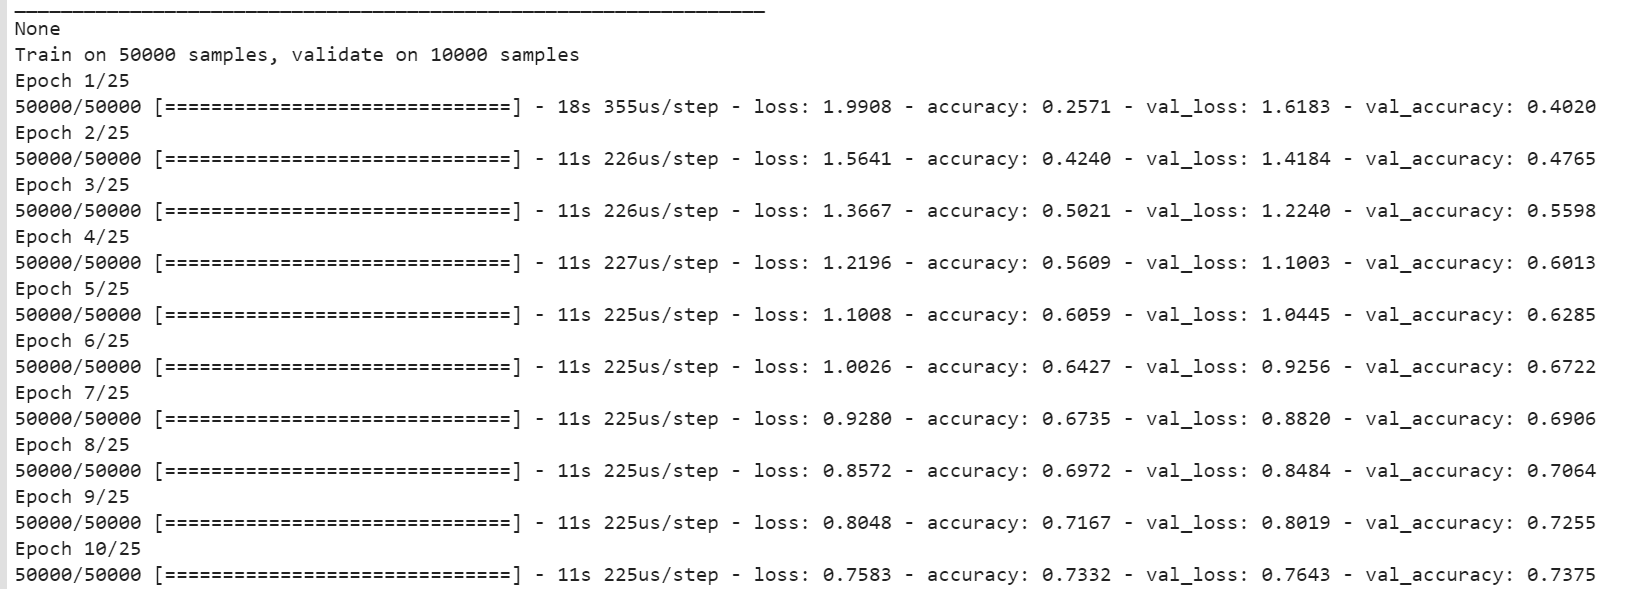 None
Train on 50000 samples, validate on 10000 samples
Epoch 1/25
50000/50000 [==============================] - 18s 355us/step - loss: 1.9908 - accuracy: 0.2571 - val_loss: 1.6183 - val_accuracy: 0.4020
Epoch 2/25
50000/50000 [==============================] - 11s 226us/step - loss: 1.5641 - accuracy: 0.4240 - val_loss: 1.4184 - val_accuracy: 0.4765
Epoch 3/25
50000/50000 [==============================] - 11s 226us/step - loss: 1.3667 - accuracy: 0.5021 - val_loss: 1.2240 - val_accuracy: 0.5598
Epoch 4/25
50000/50000 [==============================] - 11s 227us/step - loss: 1.2196 - accuracy: 0.5609 - val_loss: 1.1003 - val_accuracy: 0.6013
Epoch 5/25
50000/50000 [==============================] - 11s 225us/step - loss: 1.1008 - accuracy: 0.6059 - val_loss: 1.0445 - val_accuracy: 0.6285
Epoch 6/25
50000/50000 [==============================] - 11s 225us/step - loss: 1.0026 - accuracy: 0.6427 - val_loss: 0.9256 - val_accuracy: 0.6722
Epoch 7/25
50000/50000 [==============================] - 11s 225us/step - loss: 0.9280 - accuracy: 0.6735 - val_loss: 0.8820 - val_accuracy: 0.6906
Epoch 8/25
50000/50000 [==============================] - 11s 225us/step - loss: 0.8572 - accuracy: 0.6972 - val_loss: 0.8484 - val_accuracy: 0.7064
Epoch 9/25
50000/50000 [==============================] - 11s 225us/step - loss: 0.8048 - accuracy: 0.7167 - val_loss: 0.8019 - val_accuracy: 0.7255
Epoch 10/25
50000/50000 [==============================] - 11s 225us/step - loss: 0.7583 - accuracy: 0.7332 - val_loss: 0.7643 - val_accuracy: 0.7375